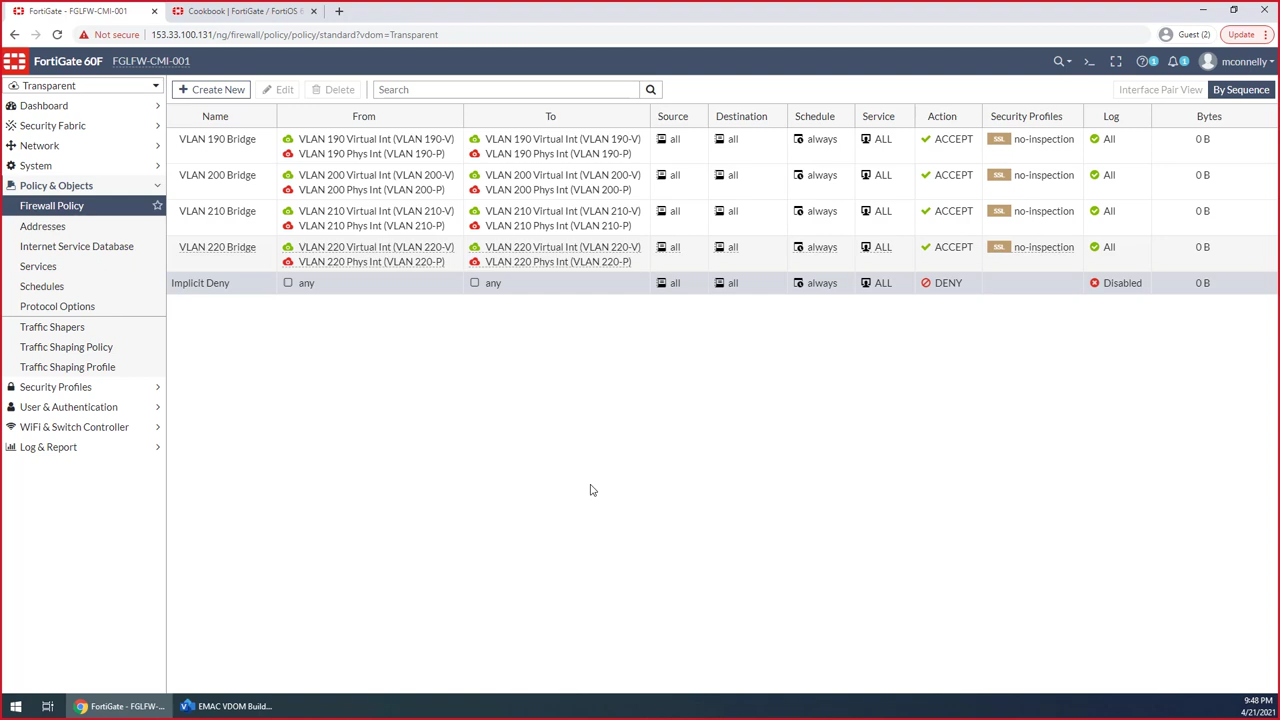 FortiGate - FGLFW-CMI-001
Cookbook | FortiGate / FortiOS 6
Not secure | 153.33.100.131/ng/firewall/policy/policy/standard?vdom=Transparent
Guest (2)
Update
FortiGate 60F FGLFW-CMI-001
1
1
mconnelly
Transparent
Create New
Edit
Delete
Search
Interface Pair View
By Sequence
Dashboard
Security Fabric
Network
System
Policy & Objects
Firewall Policy
Addresses
Internet Service Database
Services
Schedules
Protocol Options
Traffic Shapers
Traffic Shaping Policy
Traffic Shaping Profile
Security Profiles
User & Authentication
WiFi & Switch Controller
Log & Report
Name From To Source Destination Schedule Service Action Security Profiles Log Bytes
VLAN 190 Bridge VLAN 190 Virtual Int (VLAN 190-V) VLAN 190 Virtual Int (VLAN 190-V) all all always ALL ACCEPT SSL no-inspection All 0 B
VLAN 190 Phys Int (VLAN 190-P) VLAN 190 Phys Int (VLAN 190-P)
VLAN 200 Bridge VLAN 200 Virtual Int (VLAN 200-V) VLAN 200 Virtual Int (VLAN 200-V) all all always ALL ACCEPT SSL no-inspection All 0 B
VLAN 200 Phys Int (VLAN 200-P) VLAN 200 Phys Int (VLAN 200-P)
VLAN 210 Bridge VLAN 210 Virtual Int (VLAN 210-V) VLAN 210 Virtual Int (VLAN 210-V) all all always ALL ACCEPT SSL no-inspection All 0 B
VLAN 210 Phys Int (VLAN 210-P) VLAN 210 Phys Int (VLAN 210-P)
VLAN 220 Bridge VLAN 220 Virtual Int (VLAN 220-V) VLAN 220 Virtual Int (VLAN 220-V) all all always ALL ACCEPT SSL no-inspection All 0 B
VLAN 220 Phys Int (VLAN 220-P) VLAN 220 Phys Int (VLAN 220-P)
Implicit Deny any any all all always ALL DENY Disabled 0 B
FortiGate - FGLFW-...
EMAC VDOM Build...
9:48 PM
4/21/2021